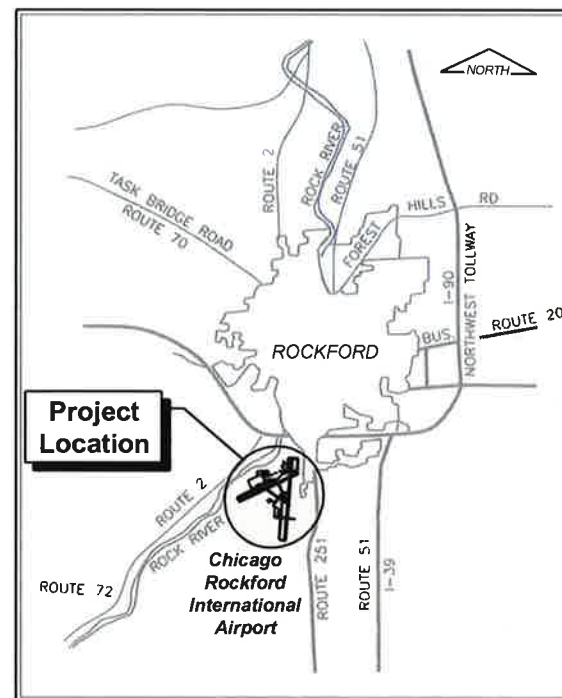 NORTH
ROUTE 2
ROCK RIVER
ROUTE 51
TASK BRIDGE ROAD
ROUTE 70
HILLS RD
FOREST
I-90
NORTHWEST TOLLWAY
BUS.
ROUTE 20
ROCKFORD
Project
Location
ROUTE 2
ROCK RIVER
ROUTE 72
Chicago
Rockford
International
Airport
ROUTE 251
ROUTE 51
I-39